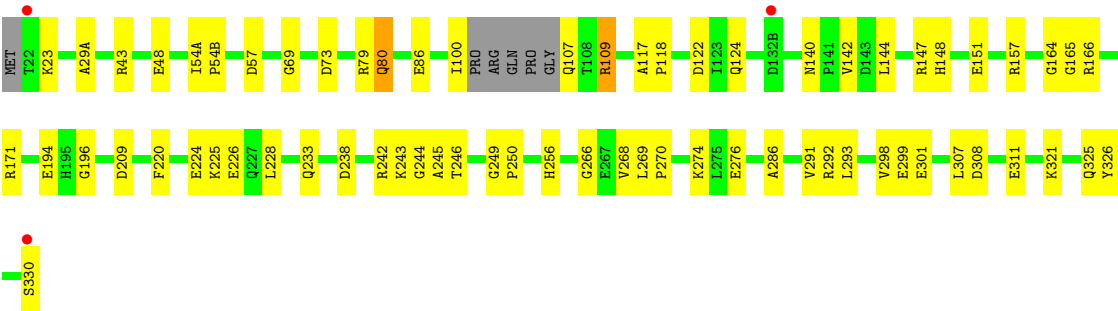 MET T22 K23 A29A R43 E48 I54A P54B D57 G69 D73 R79 Q80 E86 I100 PRO ARG GLN PRO GLY Q107 T108 R109 A117 P118 D122 I123 Q124 D132B N140 P141 V142 D143 L144 R147 H148 E151 R157 G164 G165 R166
R171 E194 H195 G196 D209 F220 E224 K225 E226 Q227 L228 Q233 D238 R242 K243 G244 A245 T246 G249 P250 H256 G266 E267 V268 L269 P270 K274 L275 E276 A286 V291 R292 L293 V298 E299 E301 L307 D308 E311 K321 Q325 Y326
S330